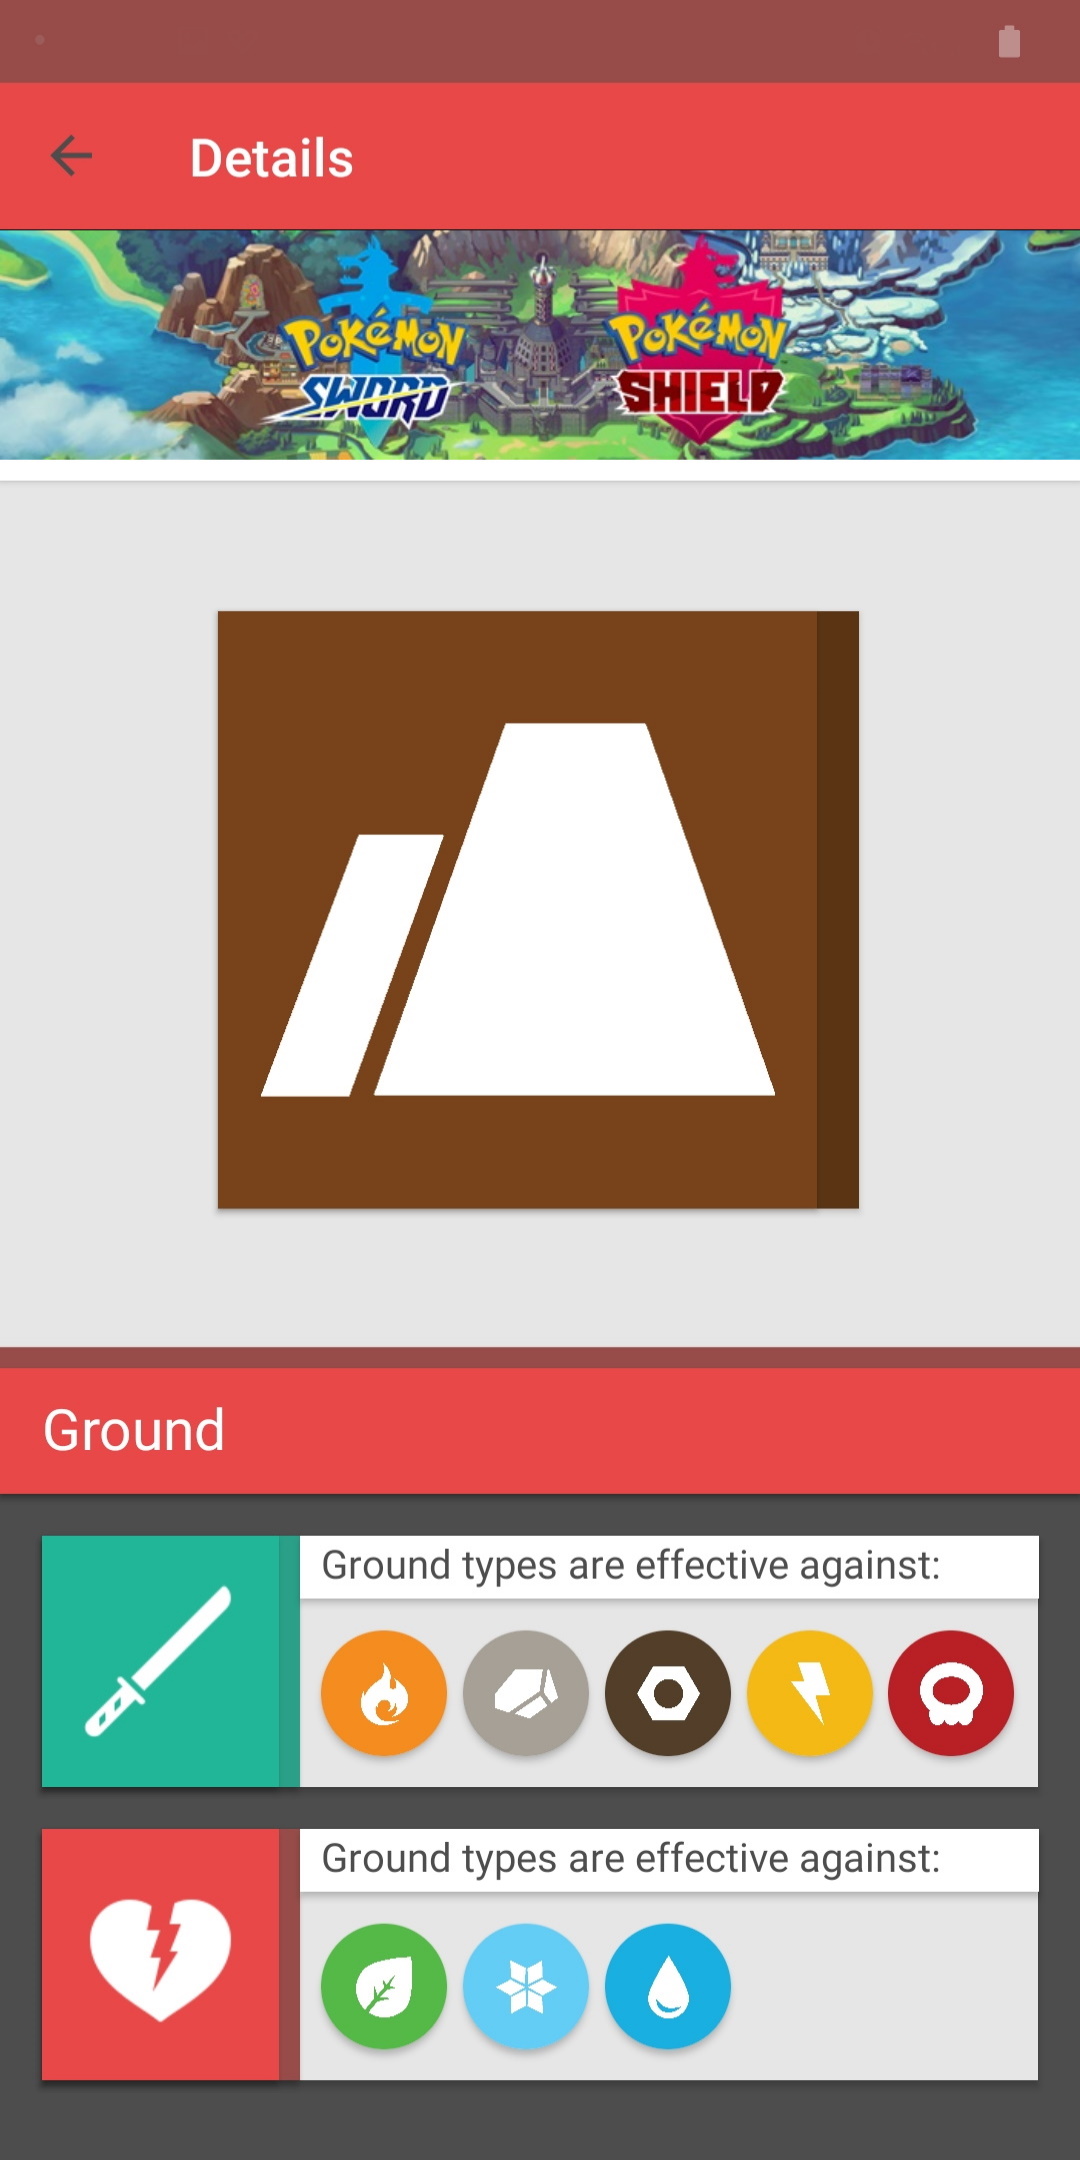 Details
POKéMON
SWORD
POKéMON
SHIELD
Ground
Ground types are effective against:
Ground types are effective against: